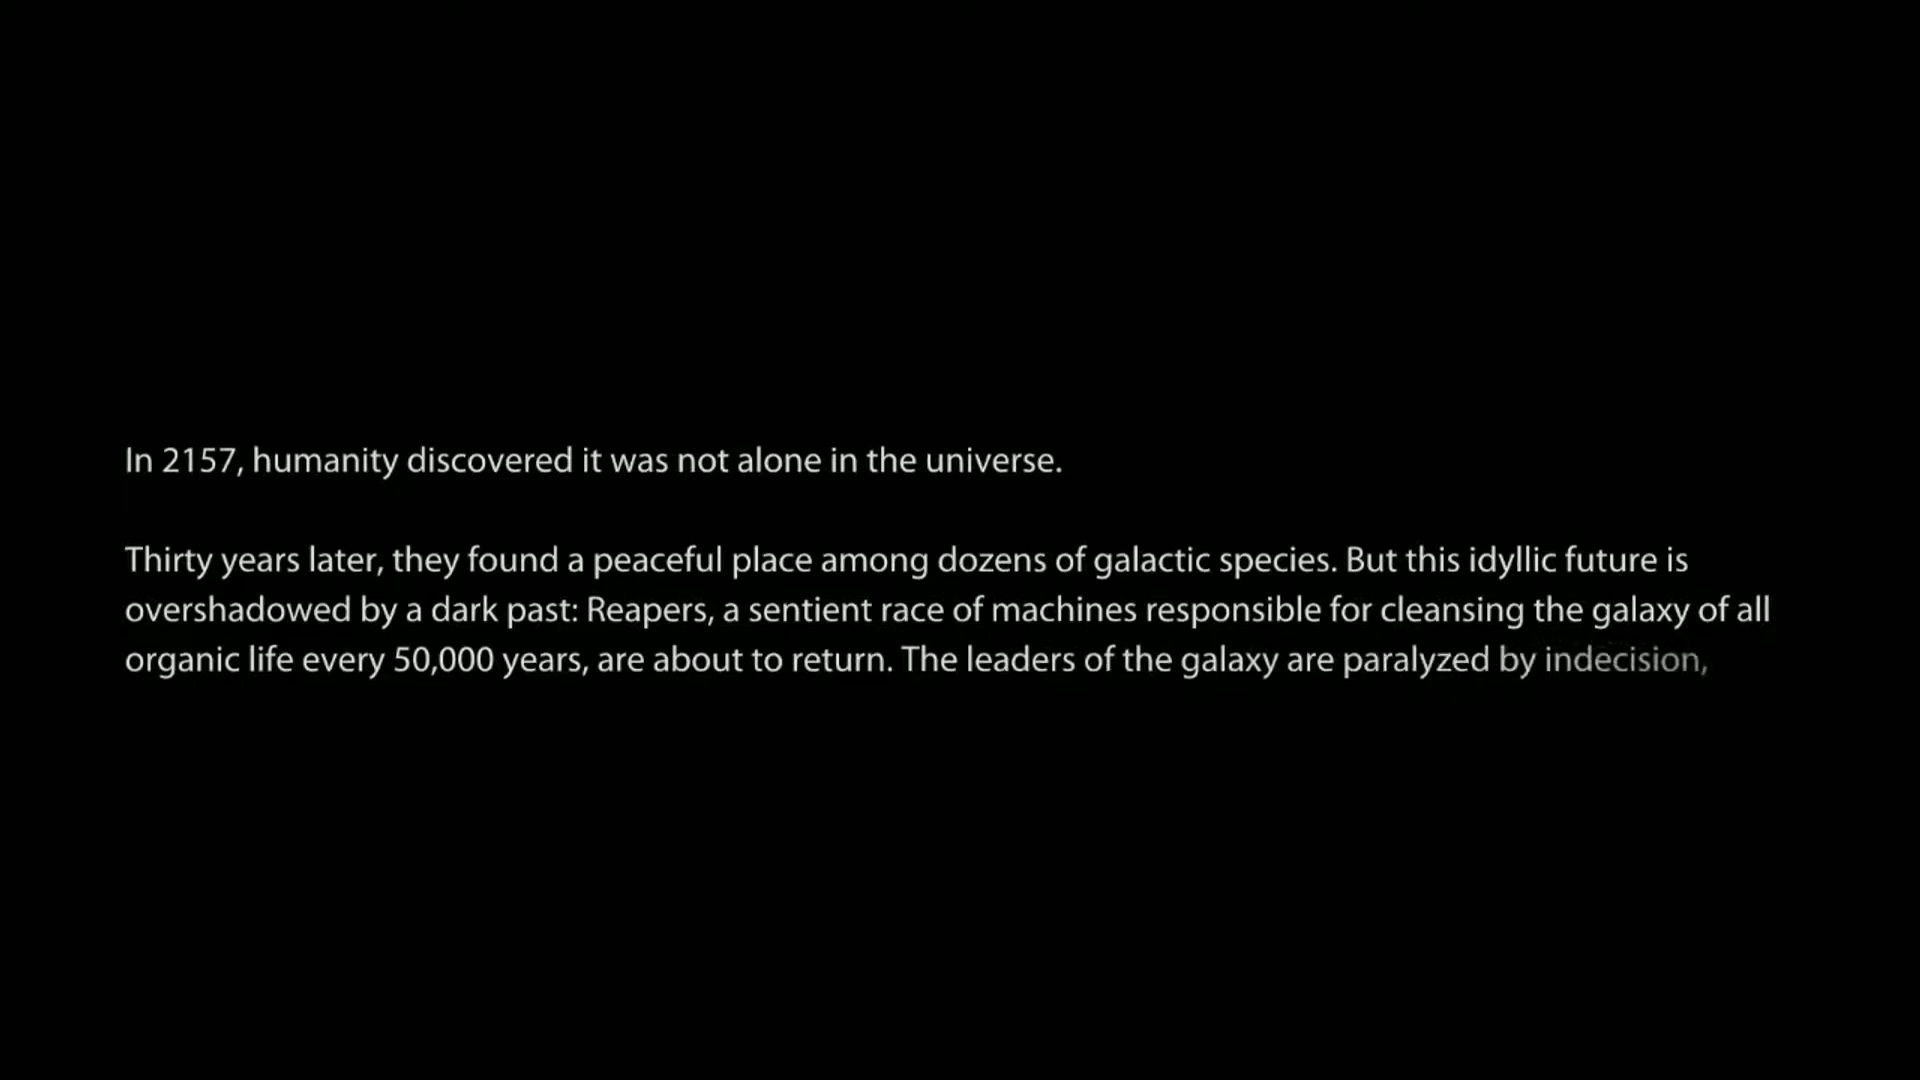 In 2157, humanity discovered it was not alone in the universe.
Thirty years later, they found a peaceful place among dozens of galactic species. But this idyllic future is
overshadowed by a dark past: Reapers, a sentient race of machines responsible for cleansing the galaxy of all
organic life every 50,000 years, are about to return. The leaders of the galaxy are paralyzed by indecision,